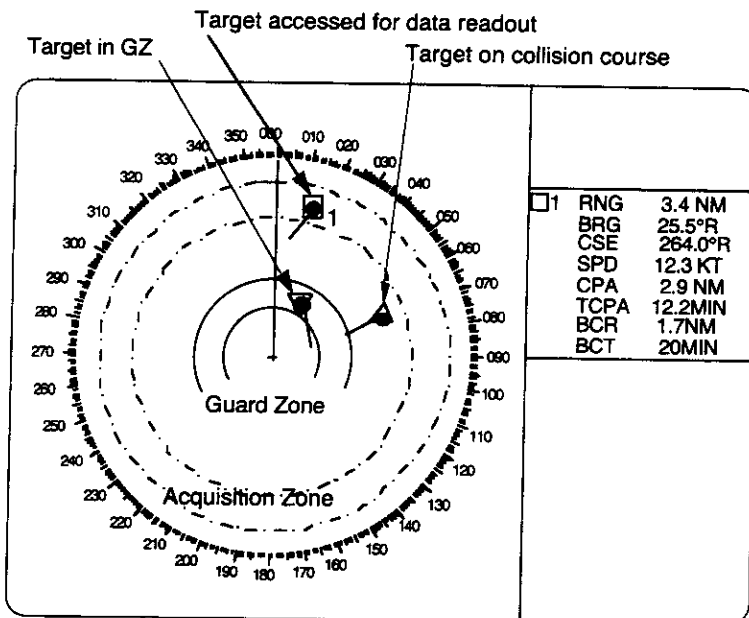 Target accessed for data readout
Target in GZ
Target on collision course
000 010 020 030 040 050 060 070 080 090 100 110 120 130 140 150 160 170 180 190 200 210 220 230 240 250 260 270 280 290 300 310 320 330 340 350
1
Guard Zone
Acquisition Zone
1 RNG 3.4 NM
BRG 25.5°R
CSE 264.0°R
SPD 12.3 KT
CPA 2.9 NM
TCPA 12.2MIN
BCR 1.7NM
BCT 20MIN